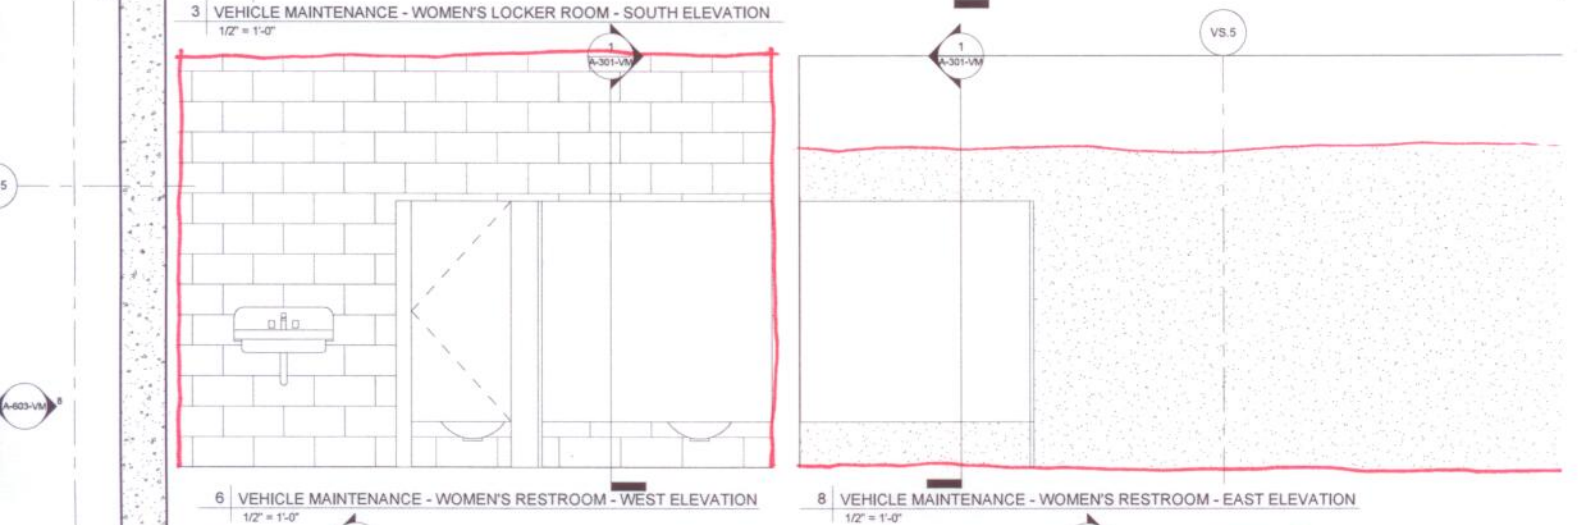 3 VEHICLE MAINTENANCE - WOMEN'S LOCKER ROOM - SOUTH ELEVATION
1/2" = 1'-0"
1
A-301-VM
1
A-301-VM
VS.5
5
A-603-VM
8
6 VEHICLE MAINTENANCE - WOMEN'S RESTROOM - WEST ELEVATION
1/2" = 1'-0"
8 VEHICLE MAINTENANCE - WOMEN'S RESTROOM - EAST ELEVATION
1/2" = 1'-0"